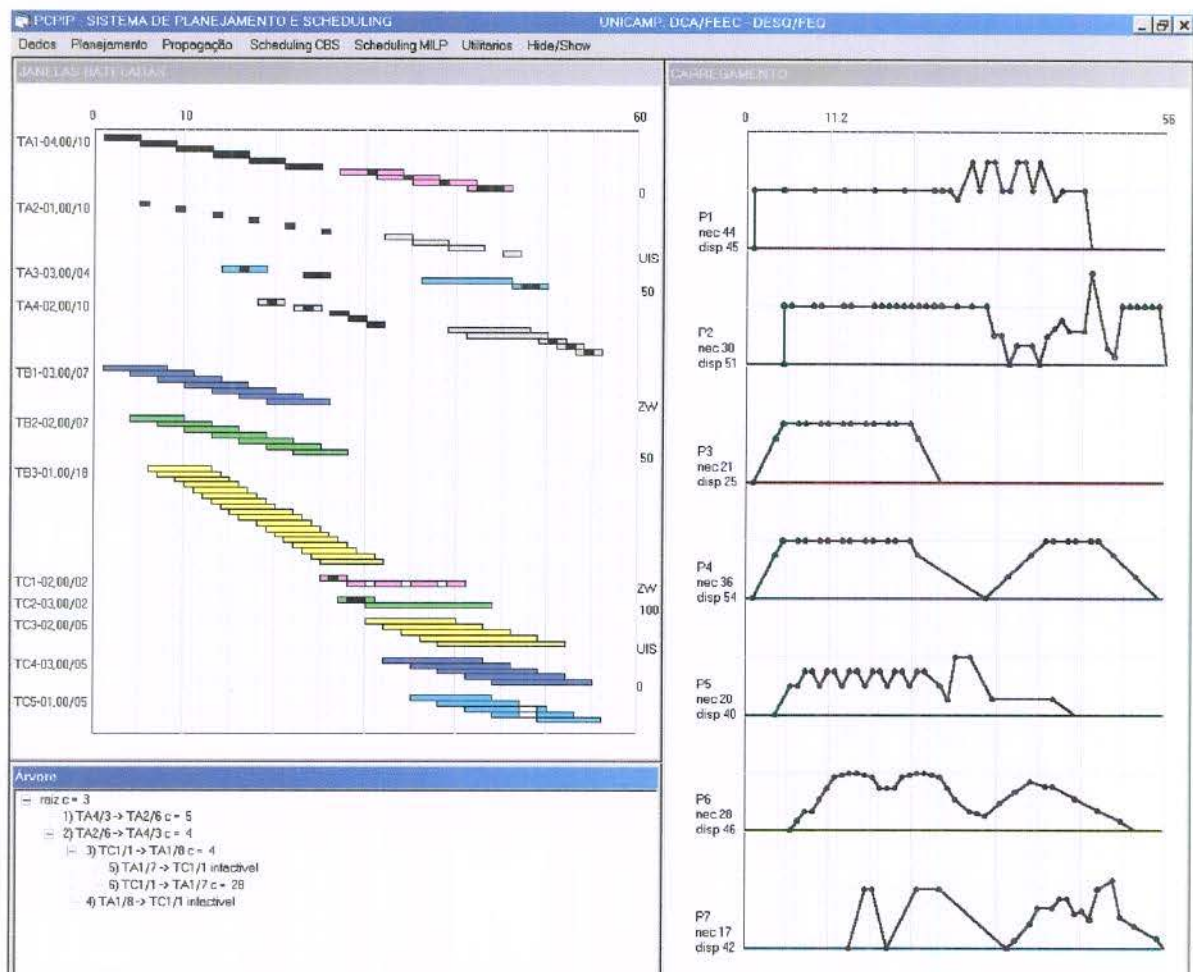 PCPIP - SISTEMA DE PLANEJAMENTO E SCHEDULING UNICAMP: DCA/FEEC - DESQ/FEQ
Dados Planejamento Propagação Scheduling CBS Scheduling MILP Utilitarios Hide/Show
JANELAS BATELADAS
0 10 60
TA1-04,00/10
0
TA2-01,00/10
UIS
TA3-03,00/04
50
TA4-02,00/10
TB1-03,00/07
ZW
TB2-02,00/07
50
TB3-01,00/18
TC1-02,00/02
ZW
TC2-03,00/02
100
TC3-02,00/05
UIS
TC4-03,00/05
0
TC5-01,00/05
CARREGAMENTO
0 11.2 56
P1
nec 44
disp 45
P2
nec 30
disp 51
P3
nec 21
disp 25
P4
nec 36
disp 54
P5
nec 20
disp 40
P6
nec 28
disp 46
P7
nec 17
disp 42
Árvore
raiz c = 3
1) TA4/3 -> TA2/6 c = 5
2) TA2/6 -> TA4/3 c = 4
3) TC1/1 -> TA1/8 c = 4
5) TA1/7 -> TC1/1 infactivel
6) TC1/1 -> TA1/7 c = 28
4) TA1/8 -> TC1/1 infactivel